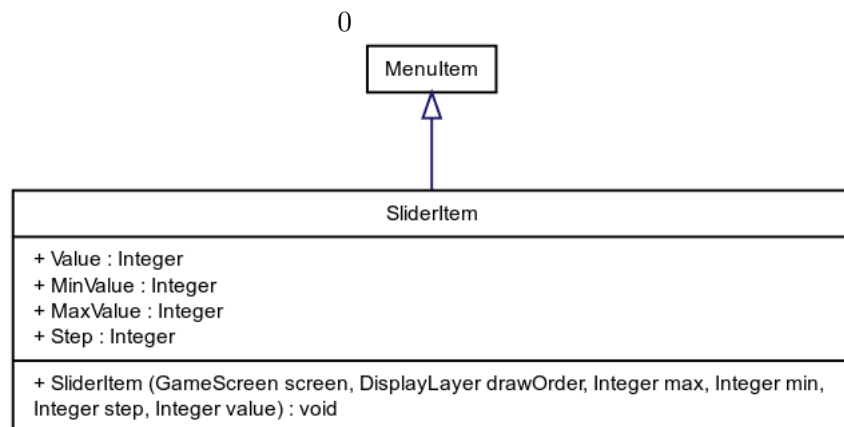 0
MenuItem
SliderItem
+ Value : Integer
+ MinValue : Integer
+ MaxValue : Integer
+ Step : Integer
+ SliderItem (GameScreen screen, DisplayLayer drawOrder, Integer max, Integer min,
Integer step, Integer value) : void